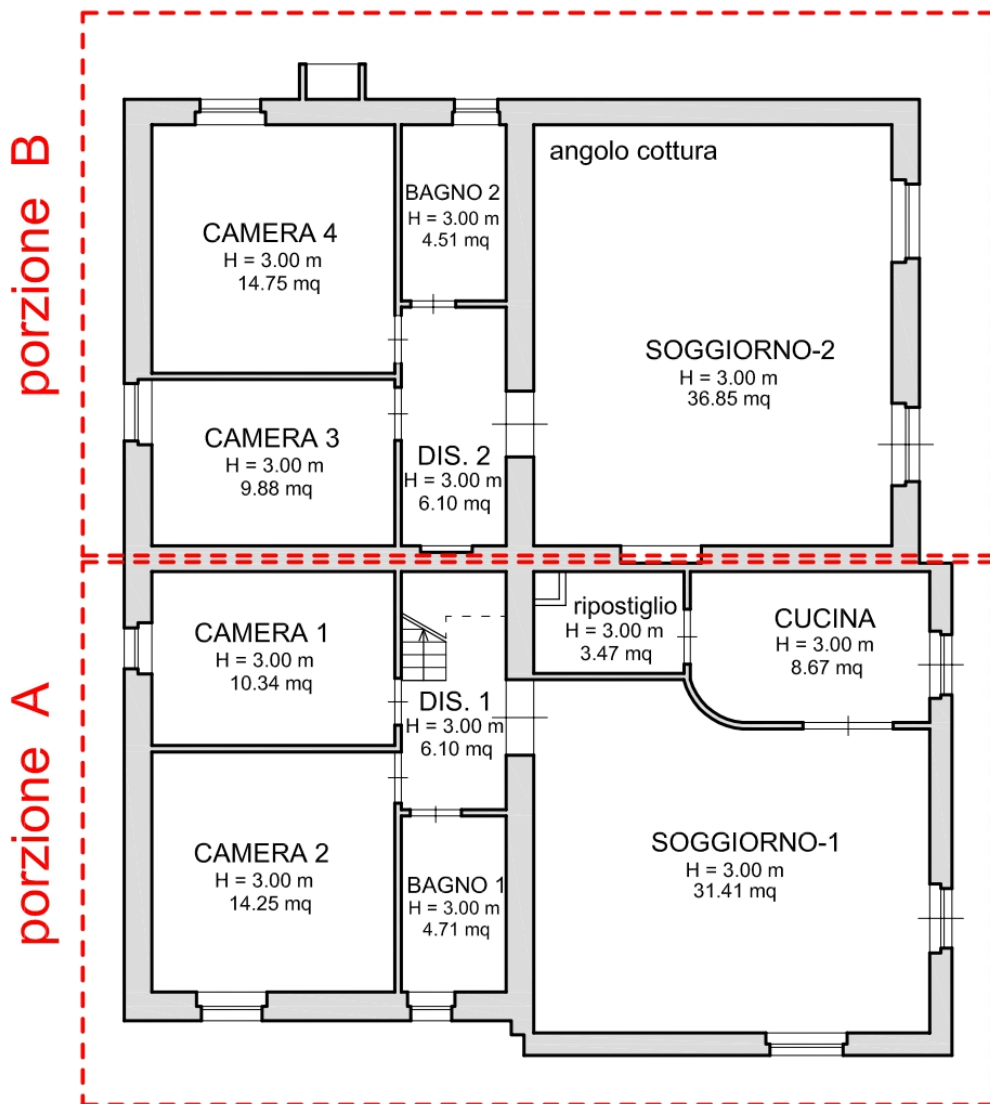 porzione B
angolo cottura
BAGNO 2
H = 3.00 m
4.51 mq
CAMERA 4
H = 3.00 m
14.75 mq
SOGGIORNO-2
H = 3.00 m
36.85 mq
CAMERA 3
H = 3.00 m
9.88 mq
DIS. 2
H = 3.00 m
6.10 mq
porzione A
CAMERA 1
H = 3.00 m
10.34 mq
ripostiglio
H = 3.00 m
3.47 mq
CUCINA
H = 3.00 m
8.67 mq
DIS. 1
H = 3.00 m
6.10 mq
CAMERA 2
H = 3.00 m
14.25 mq
BAGNO 1
H = 3.00 m
4.71 mq
SOGGIORNO-1
H = 3.00 m
31.41 mq